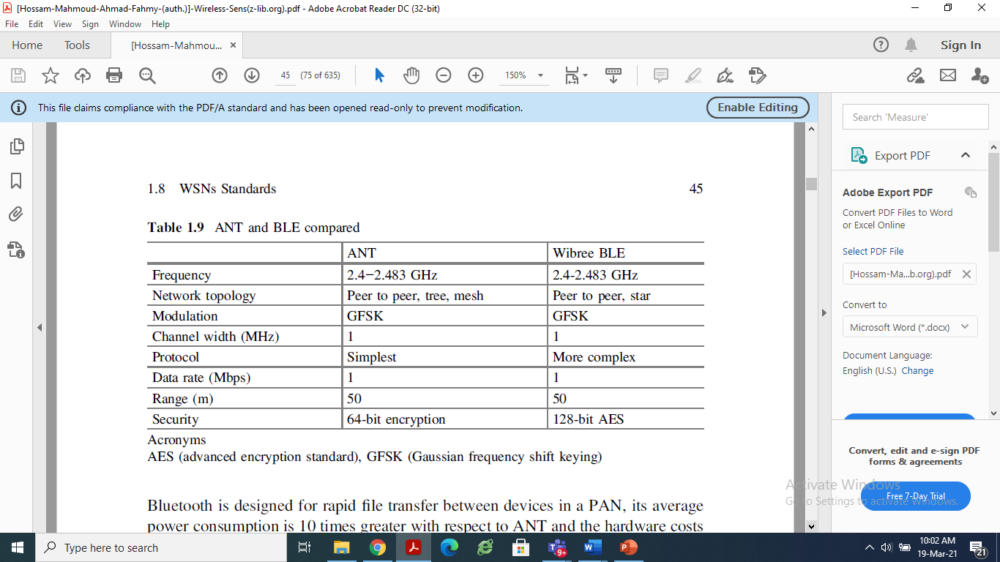 [Hossam-Mahmoud-Ahmad-Fahmy-(auth.)]-Wireless-Sens(z-lib.org).pdf - Adobe Acrobat Reader DC (32-bit)
File Edit View Sign Window Help
Home Tools [Hossam-Mahmou... × ? Sign In
45 (75 of 635) 150%
This file claims compliance with the PDF/A standard and has been opened read-only to prevent modification. Enable Editing
1.8 WSNs Standards 45
Table 1.9 ANT and BLE compared
ANT Wibree BLE
Frequency 2.4−2.483 GHz 2.4-2.483 GHz
Network topology Peer to peer, tree, mesh Peer to peer, star
Modulation GFSK GFSK
Channel width (MHz) 1 1
Protocol Simplest More complex
Data rate (Mbps) 1 1
Range (m) 50 50
Security 64-bit encryption 128-bit AES
Acronyms
AES (advanced encryption standard), GFSK (Gaussian frequency shift keying)
Bluetooth is designed for rapid file transfer between devices in a PAN, its average
power consumption is 10 times greater with respect to ANT and the hardware costs
Search 'Measure'
Export PDF
Adobe Export PDF
Convert PDF Files to Word
or Excel Online
Select PDF File
[Hossam-Ma...b.org).pdf ×
Convert to
Microsoft Word (*.docx)
Document Language:
English (U.S.) Change
Convert, edit and e-sign PDF
forms & agreements
Free 7-Day Trial
Activate Windows
Go to Settings to activate Windows.
Type here to search
9+
10:02 AM
19-Mar-21
21